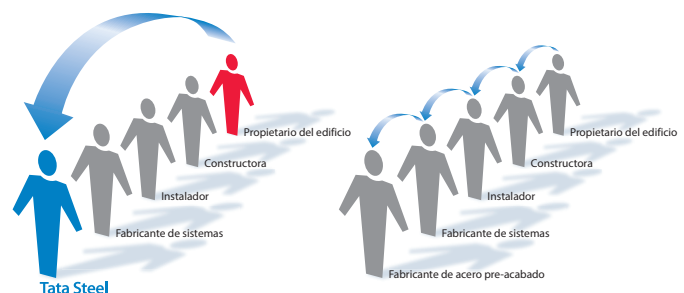 Propietario del edificio
Constructora
Instalador
Fabricante de sistemas
Tata Steel
Propietario del edificio
Constructora
Instalador
Fabricante de sistemas
Fabricante de acero pre-acabado